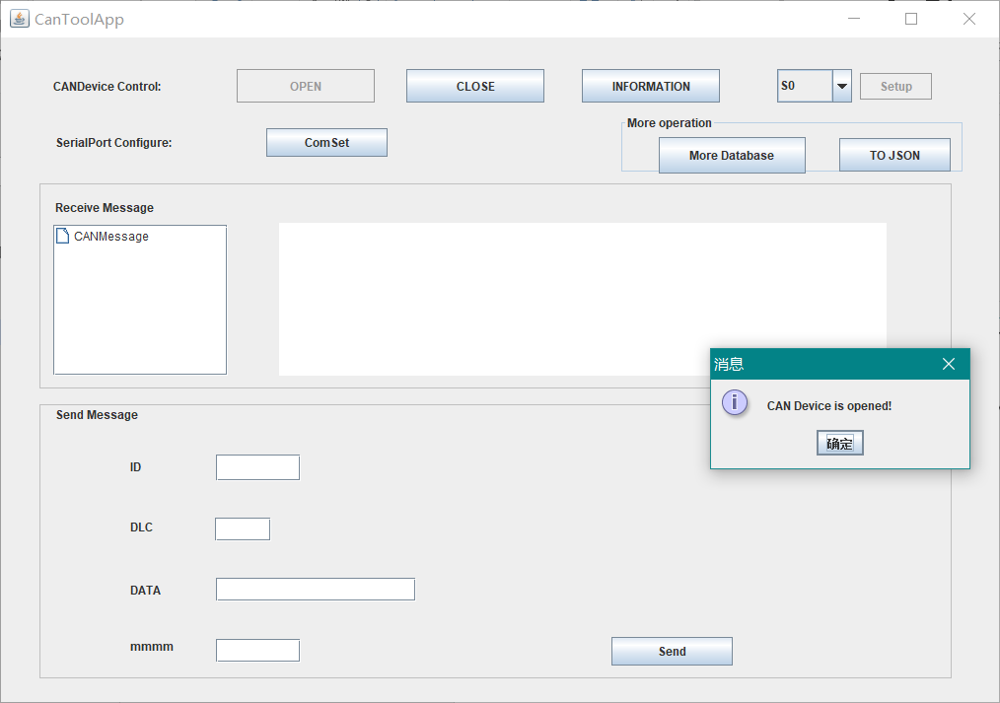 CanToolApp
CANDevice Control:
OPEN
CLOSE
INFORMATION
S0
Setup
SerialPort Configure:
ComSet
More operation
More Database
TO JSON
Receive Message
CANMessage
消息
CAN Device is opened!
确定
Send Message
ID
DLC
DATA
mmmm
Send